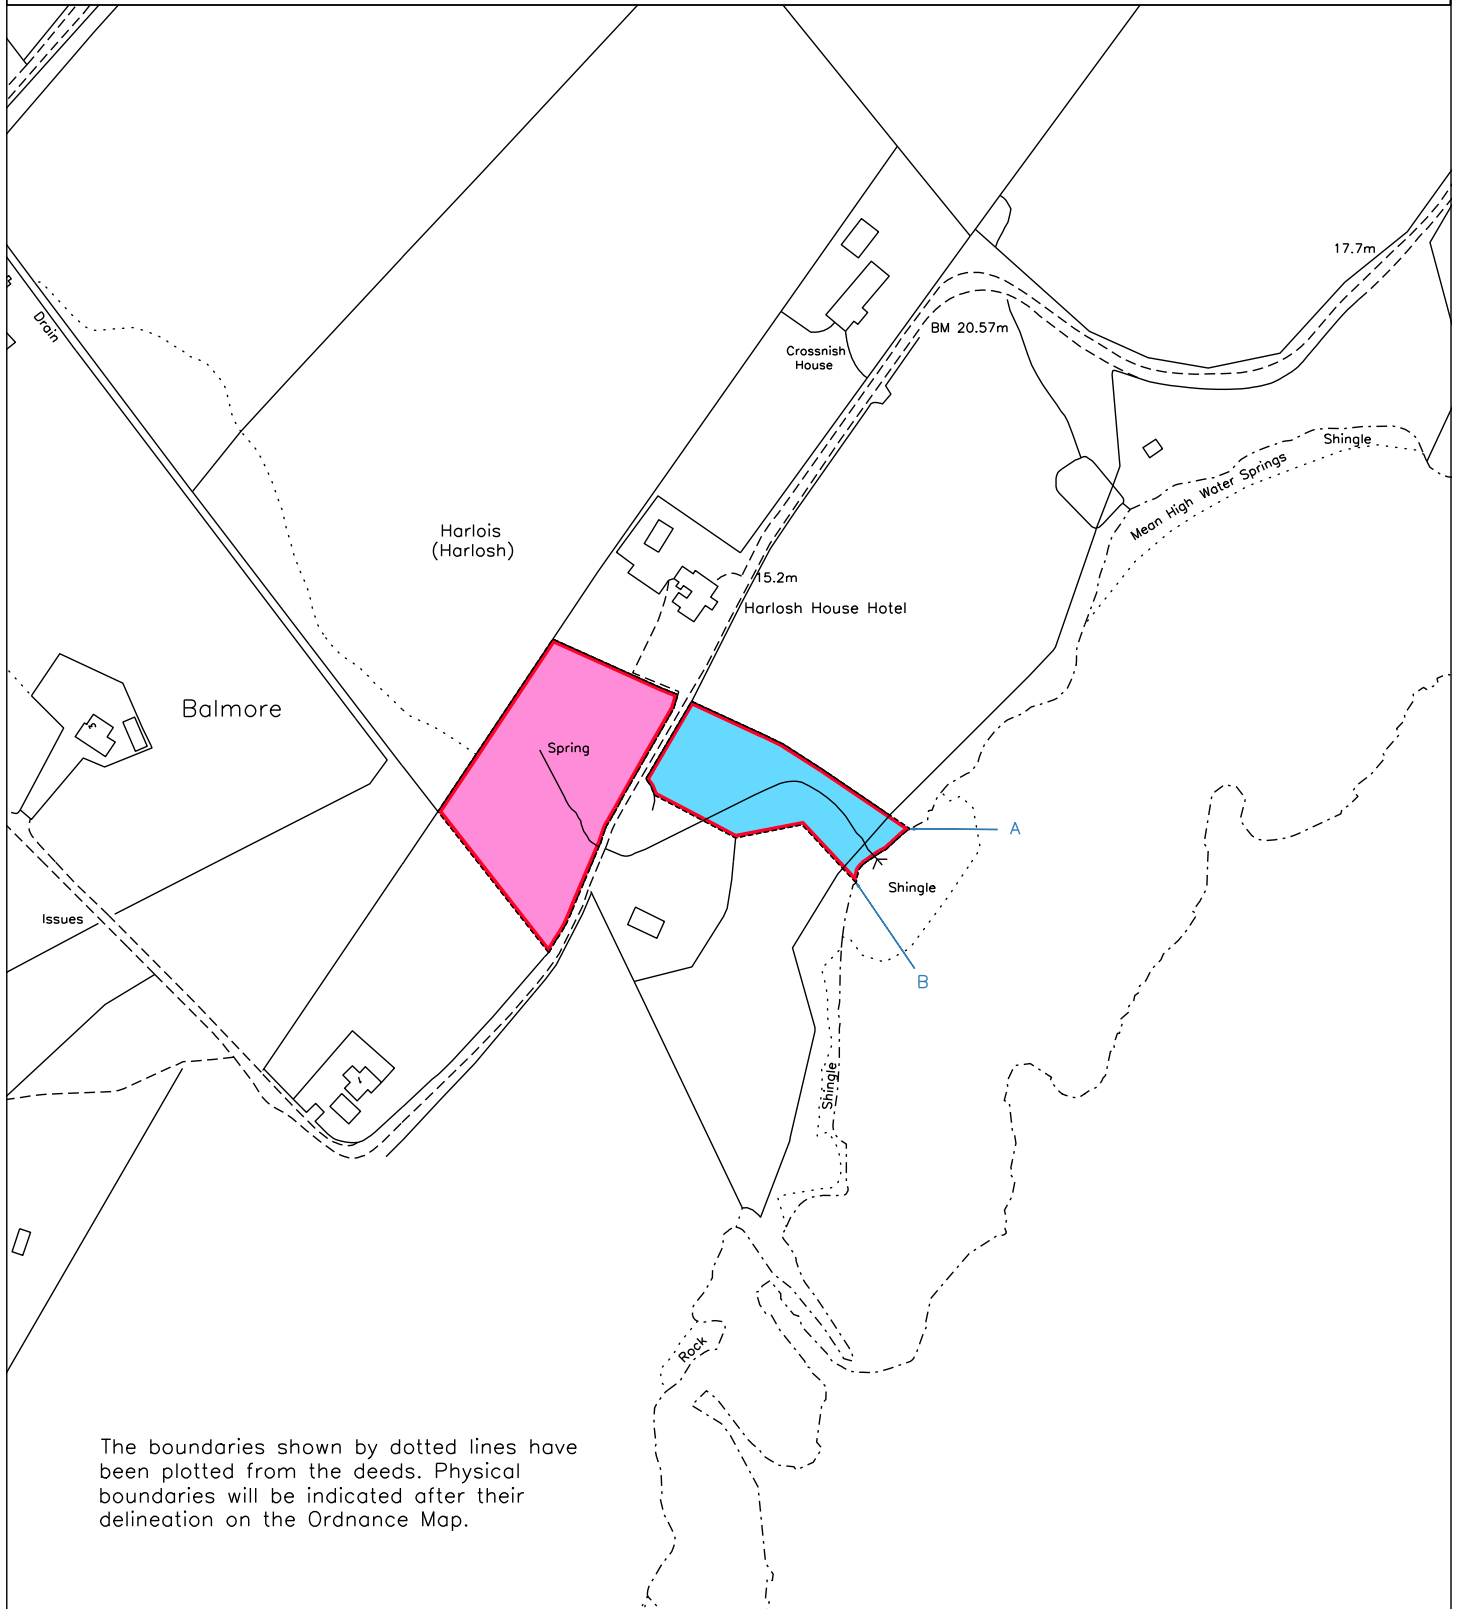 17.7m
Drain
BM 20.57m
Crossnish
House
Shingle
Mean High Water Springs
Harlois
(Harlosh)
15.2m
Harlosh House Hotel
Balmore
Spring
A
Shingle
Issues
B
Shingle
Rock
The boundaries shown by dotted lines have
been plotted from the deeds. Physical
boundaries will be indicated after their
delineation on the Ordnance Map.